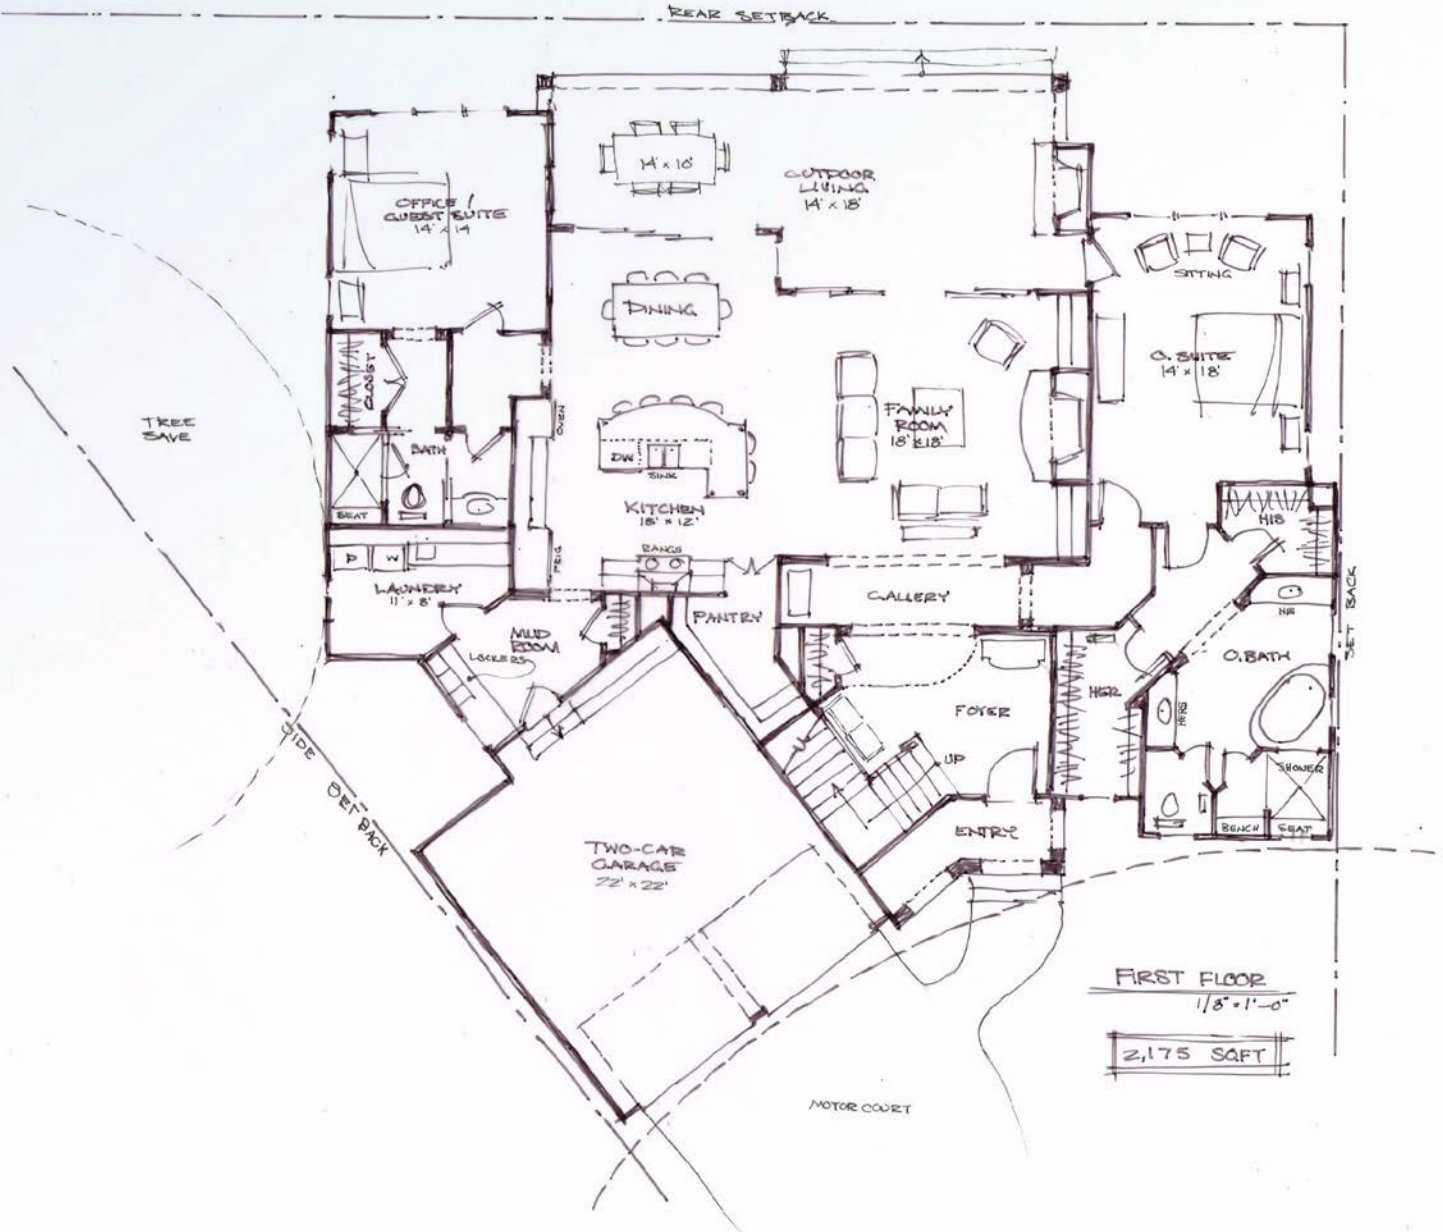 REAR SETBACK
14' x 10'
OUTDOOR
LIVING
14' x 18'
OFFICE /
GUEST SUITE
14' x 14
SITTING
DINING
O. SUITE
14' x 18'
CLOSET
OVEN
FAMILY
ROOM
18' x 18'
TREE
SAVE
BATH
DW
SINK
SEAT
KITCHEN
18' x 12'
HIS
RANGE
FRIG
D
W
LAUNDRY
11' x 8'
PANTRY
GALLERY
HIS
SET BACK
MUD
ROOM
LOCKERS
O.BATH
HER
HERS
FOYER
UP
SHOWER
SIDE SET BACK
ENTRY
BENCH
SEAT
TWO-CAR
GARAGE
22' x 22'
FIRST FLOOR
1/8" = 1'-0"
2,175 SQFT
MOTOR COURT